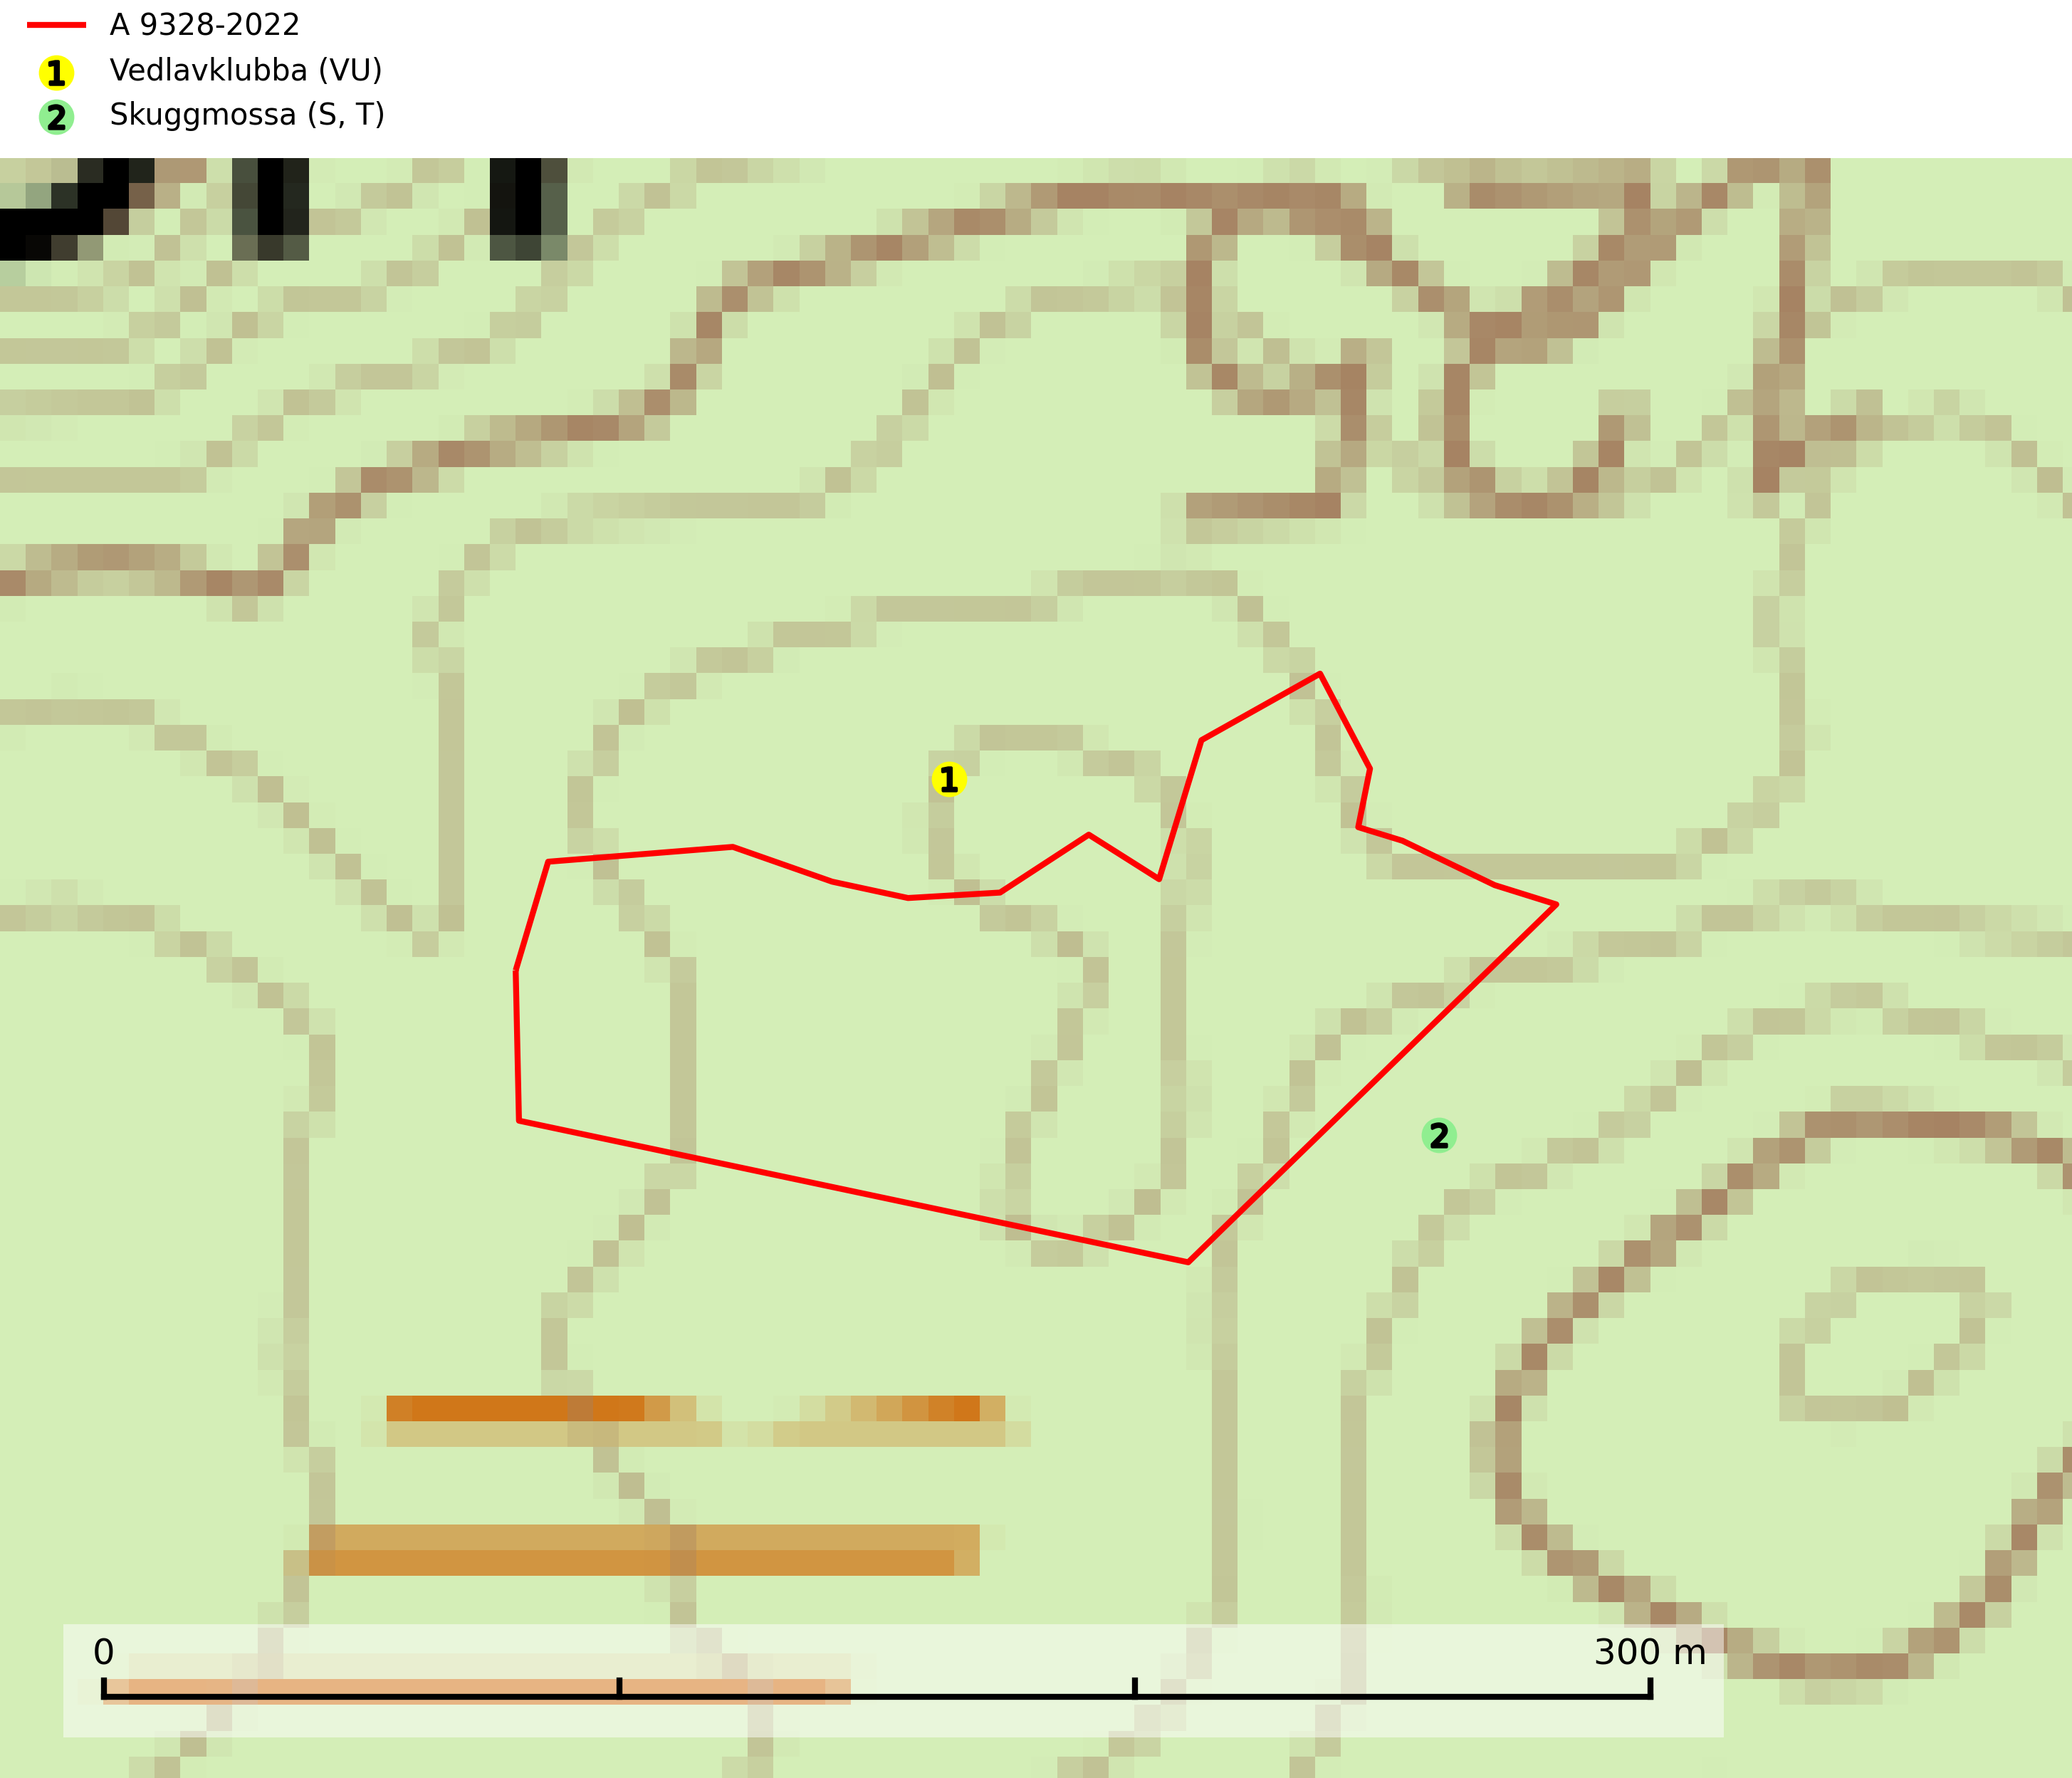 A 9328-2022
1 Vedlavklubba (VU)
2 Skuggmossa (S, T)
1
2
0 300 m